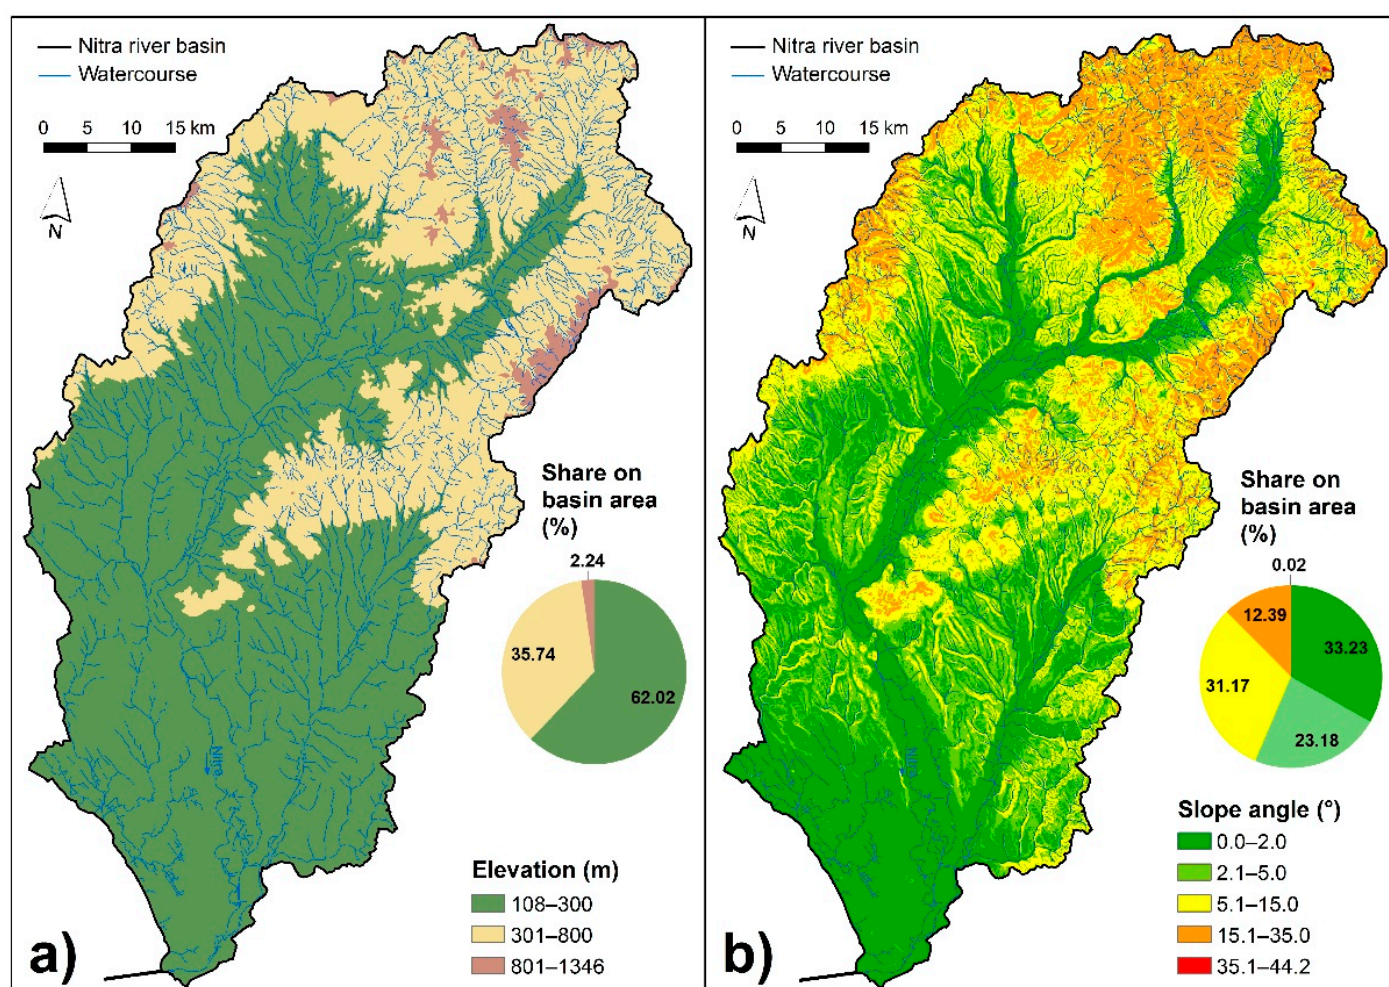 Nitra river basin
Watercourse
0 5 10 15 km
N
Share on
basin area
(%)
2.24
35.74
62.02
Nitra
Elevation (m)
108–300
301–800
801–1346
a)
Nitra river basin
Watercourse
0 5 10 15 km
N
Share on
basin area
(%)
0.02
12.39
33.23
31.17
23.18
Nitra
Slope angle (°)
0.0–2.0
2.1–5.0
5.1–15.0
15.1–35.0
35.1–44.2
b)